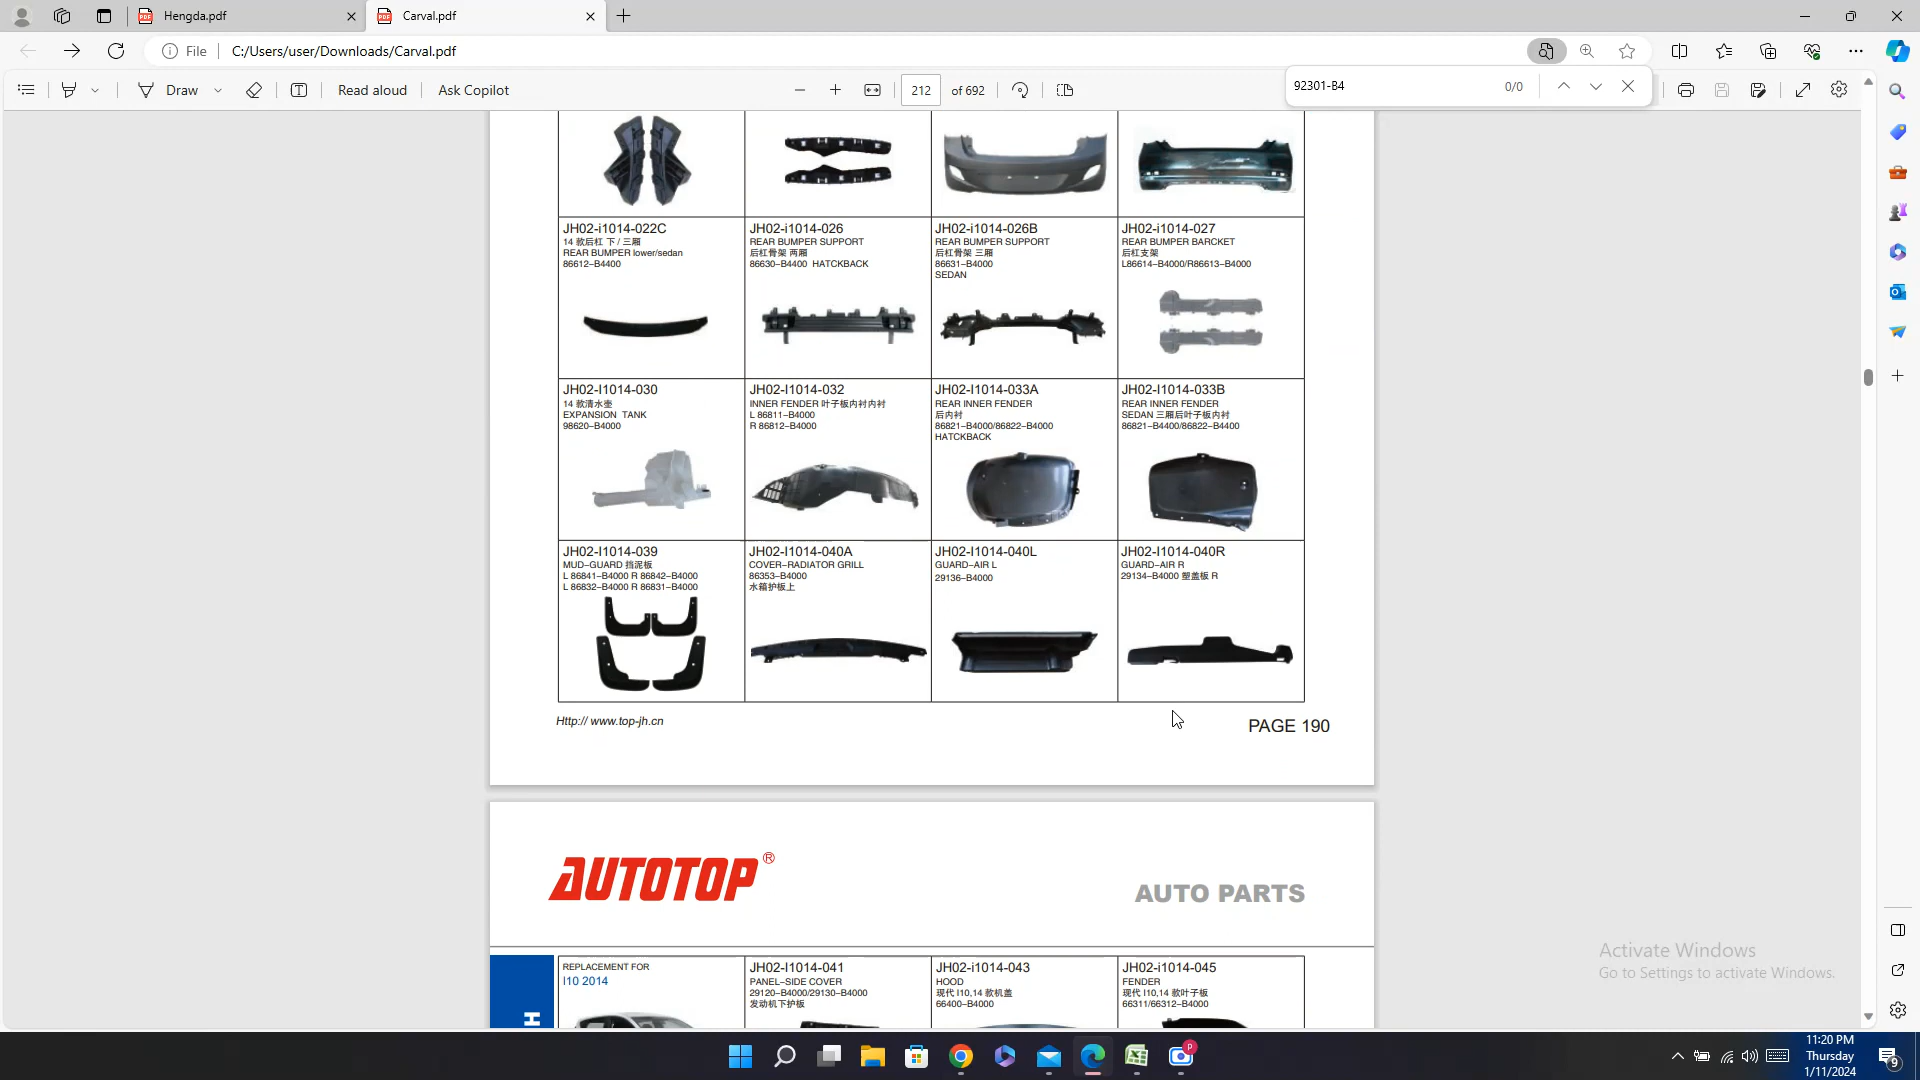 Hengda.pdf
Carval.pdf
File
C:/Users/user/Downloads/Carval.pdf
Draw
Read aloud
Ask Copilot
212
of 692
92301-B4
0/0
JH02-i1014-022C
14 款后杠 下 / 三厢
REAR BUMPER lower/sedan
86612-B4400
JH02-i1014-026
REAR BUMPER SUPPORT
后杠骨架 两厢
86630-B4400 HATCKBACK
JH02-i1014-026B
REAR BUMPER SUPPORT
后杠骨架 三厢
86631-B4000
SEDAN
JH02-i1014-027
REAR BUMPER BARCKET
后杠支架
L86614-B4000/R86613-B4000
JH02-I1014-030
14 款清水壶
EXPANSION TANK
98620-B4000
JH02-I1014-032
INNER FENDER 叶子板内衬内衬
L 86811-B4000
R 86812-B4000
JH02-I1014-033A
REAR INNER FENDER
后内衬
86821-B4000/86822-B4000
HATCKBACK
JH02-I1014-033B
REAR INNER FENDER
SEDAN 三厢后叶子板内衬
86821-B4400/86822-B4400
JH02-I1014-039
MUD-GUARD 挡泥板
L 86841-B4000 R 86842-B4000
L 86832-B4000 R 86831-B4000
JH02-I1014-040A
COVER-RADIATOR GRILL
86353-B4000
水箱护板上
JH02-I1014-040L
GUARD-AIR L
29136-B4000
JH02-I1014-040R
GUARD-AIR R
29134-B4000 塑盖板 R
Http:// www.top-jh.cn
PAGE 190
AUTOTOP®
AUTO PARTS
H
REPLACEMENT FOR
I10 2014
JH02-I1014-041
PANEL-SIDE COVER
29120-B4000/29130-B4000
发动机下护板
JH02-i1014-043
HOOD
现代 I10,14 款机盖
66400-B4000
JH02-i1014-045
FENDER
现代 I10,14 款叶子板
66311/66312-B4000
Activate Windows
Go to Settings to activate Windows.
11:20 PM
Thursday
1/11/2024
9